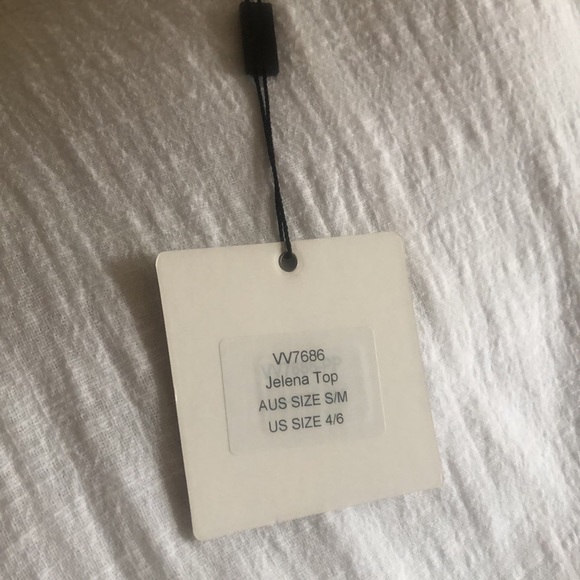 VV7686
Jelena Top
AUS SIZE S/M
US SIZE 4/6